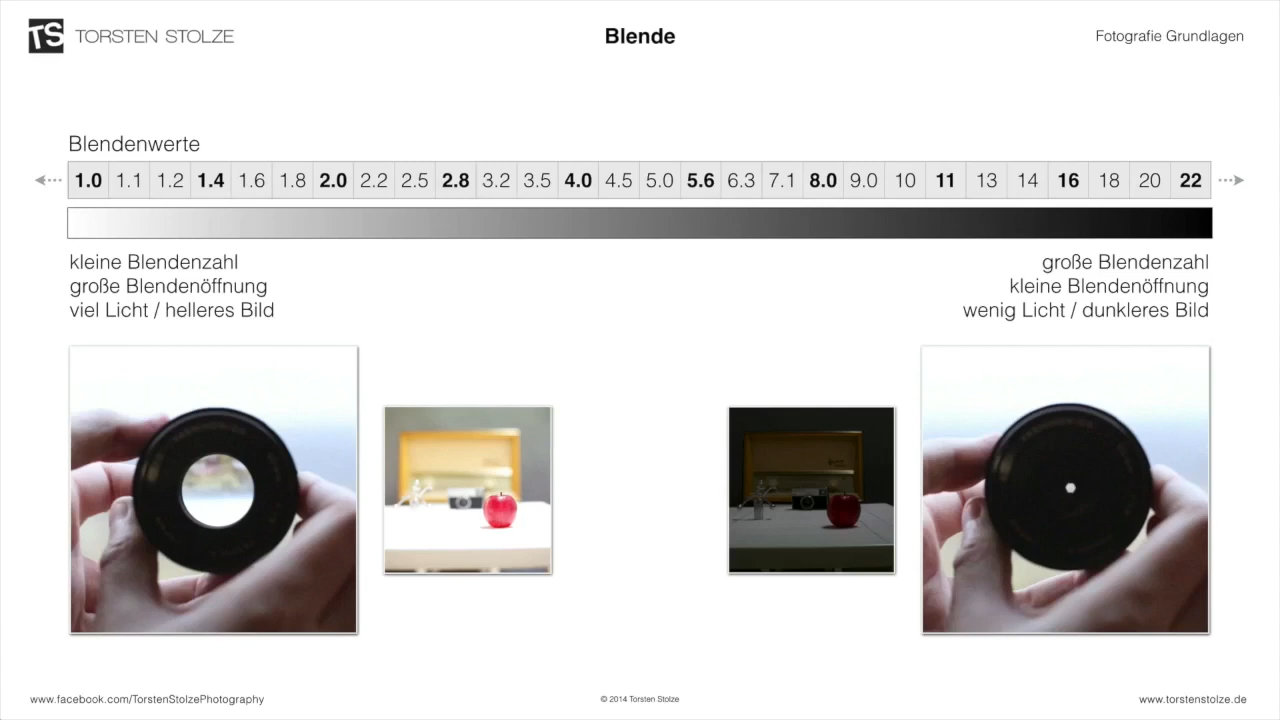 TS TORSTEN STOLZE
Blende
Fotografie Grundlagen
Blendenwerte
1.0 1.1 1.2 1.4 1.6 1.8 2.0 2.2 2.5 2.8 3.2 3.5 4.0 4.5 5.0 5.6 6.3 7.1 8.0 9.0 10 11 13 14 16 18 20 22
kleine Blendenzahl
große Blendenöffnung
viel Licht / helleres Bild
große Blendenzahl
kleine Blendenöffnung
wenig Licht / dunkleres Bild
www.facebook.com/TorstenStolzePhotography
© 2014 Torsten Stolze
www.torstenstolze.de